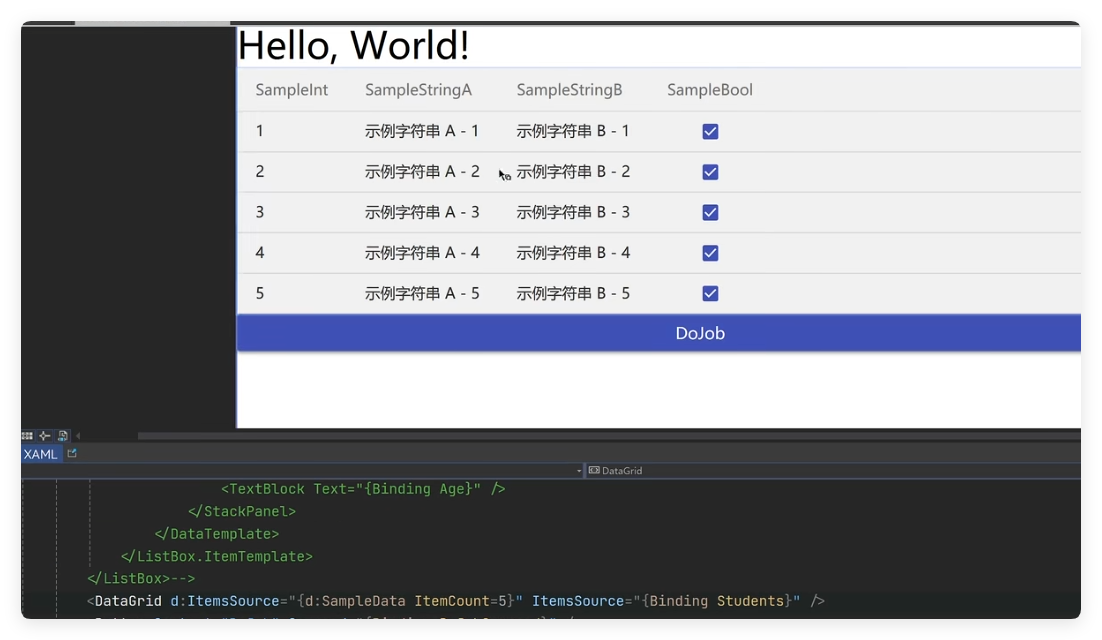 Hello, World!
SampleInt SampleStringA SampleStringB SampleBool
1 示例字符串 A - 1 示例字符串 B - 1
2 示例字符串 A - 2 示例字符串 B - 2
3 示例字符串 A - 3 示例字符串 B - 3
4 示例字符串 A - 4 示例字符串 B - 4
5 示例字符串 A - 5 示例字符串 B - 5
DoJob
XAML
DataGrid
<TextBlock Text="{Binding Age}" />
</StackPanel>
</DataTemplate>
</ListBox.ItemTemplate>
</ListBox>-->
<DataGrid d:ItemsSource="{d:SampleData ItemCount=5}" ItemsSource="{Binding Students}" />